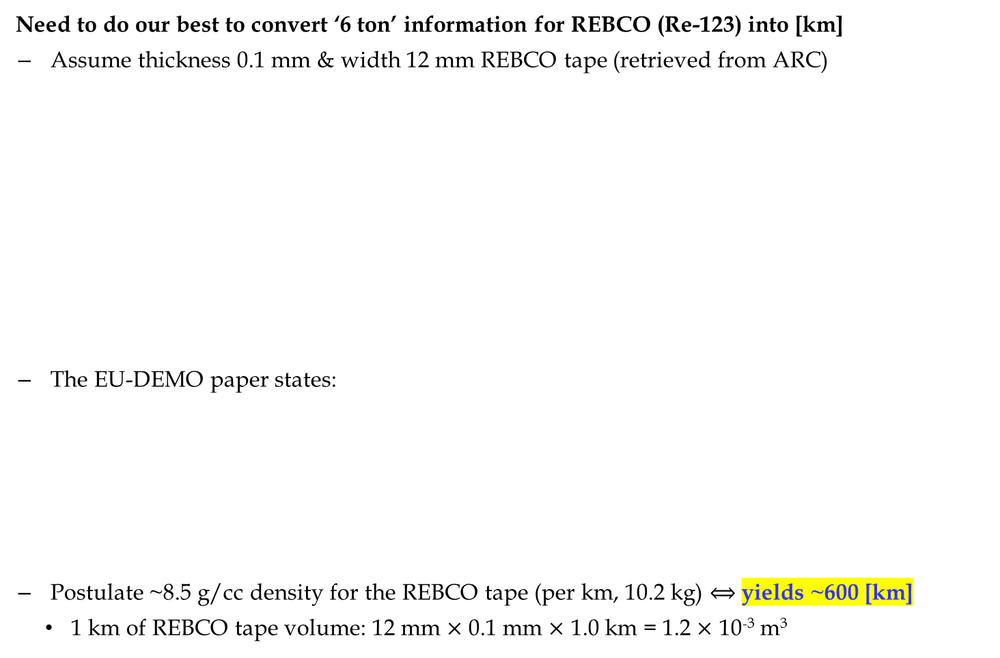 Need to do our best to convert ‘6 ton’ information for REBCO (Re-123) into [km]
– Assume thickness 0.1 mm & width 12 mm REBCO tape (retrieved from ARC)
– The EU-DEMO paper states:
– Postulate ~8.5 g/cc density for the REBCO tape (per km, 10.2 kg) ⟺ yields ~600 [km]
• 1 km of REBCO tape volume: 12 mm × 0.1 mm × 1.0 km = 1.2 × 10⁻³ m³